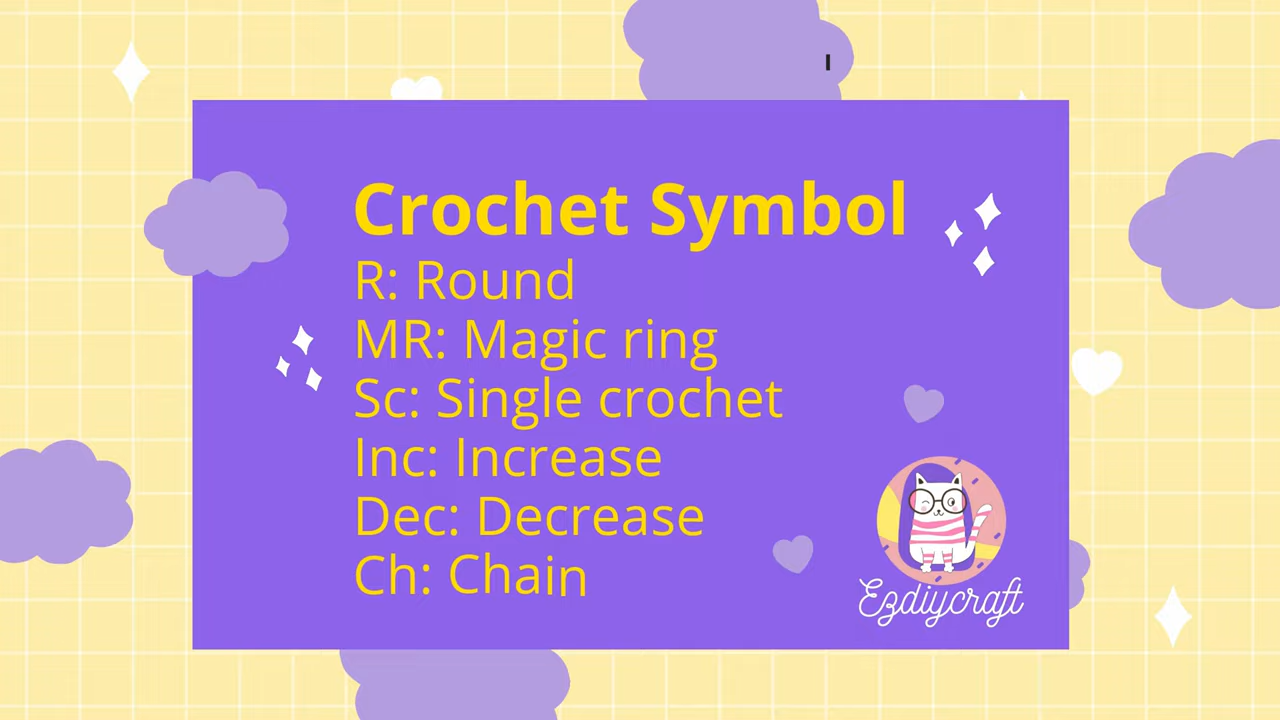 Crochet Symbol
R: Round
MR: Magic ring
Sc: Single crochet
Inc: Increase
Dec: Decrease
Ch: Chain
Ezdiycraft